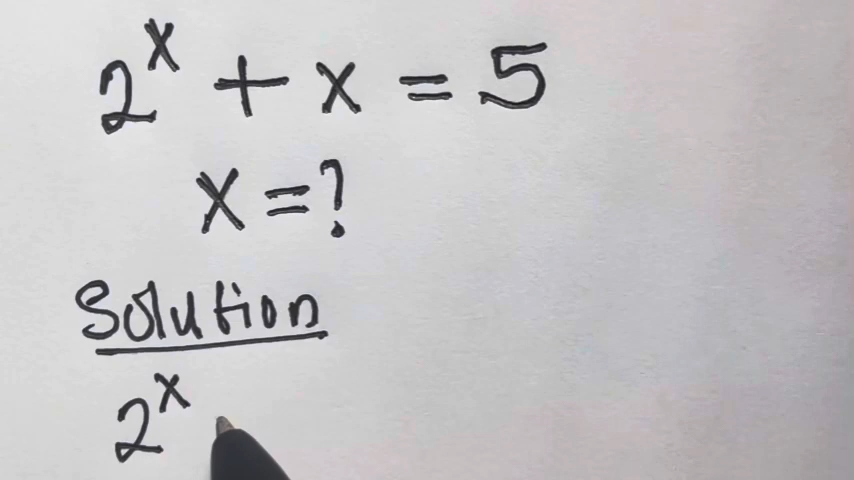 2^x + x = 5
x = ?
Solution
2^x